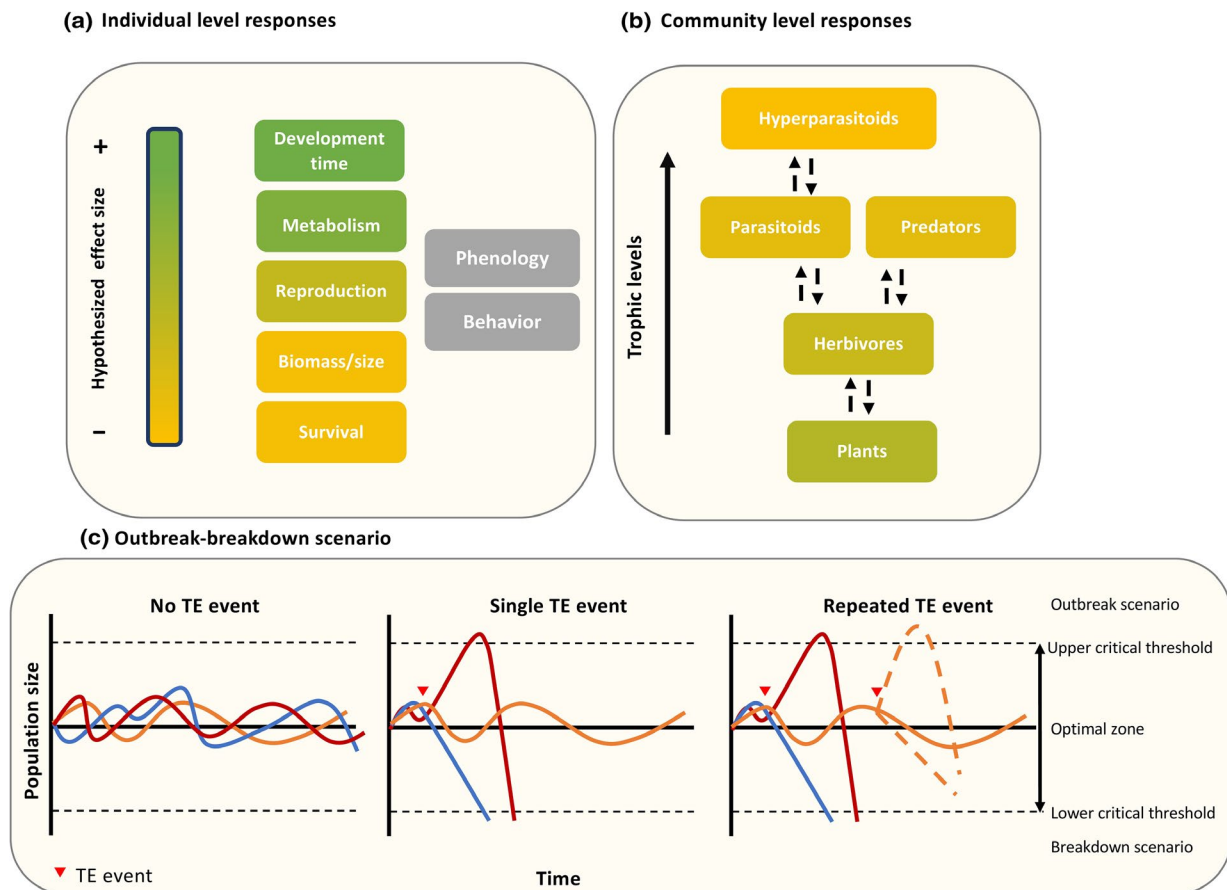 (a) Individual level responses
+
Hypothesized effect size
–
Development
time
Metabolism
Reproduction
Biomass/size
Survival
Phenology
Behavior
(b) Community level responses
Trophic levels
Hyperparasitoids
Parasitoids
Predators
Herbivores
Plants
(c) Outbreak-breakdown scenario
Population size
No TE event
Single TE event
Repeated TE event
Outbreak scenario
Upper critical threshold
Optimal zone
Lower critical threshold
Breakdown scenario
TE event
Time